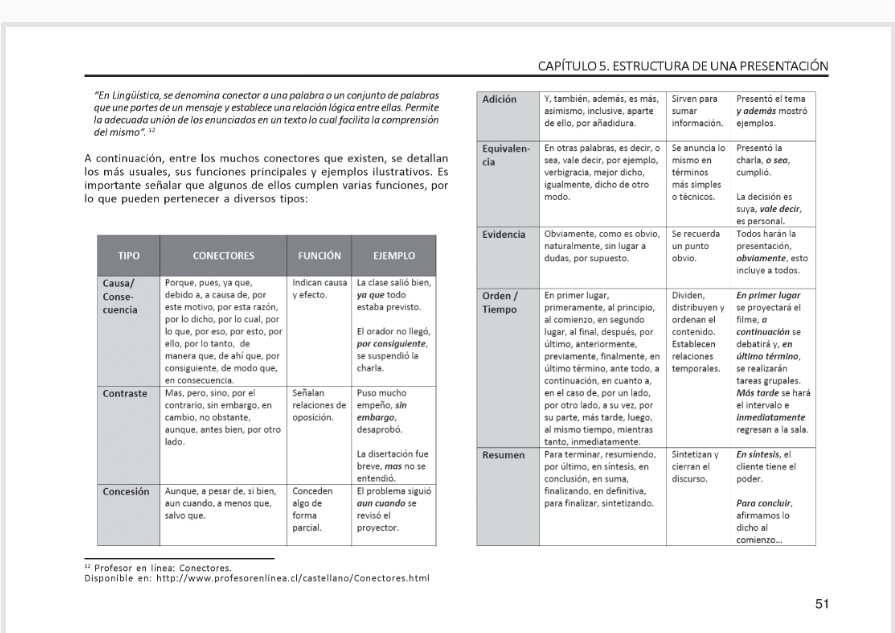 CAPÍTULO 5. ESTRUCTURA DE UNA PRESENTACIÓN
“En Lingüística, se denomina conector a una palabra o un conjunto de palabras
que une partes de un mensaje y establece una relación lógica entre ellas. Permite
la adecuada unión de los enunciados en un texto lo cual facilita la comprensión
del mismo”. 12
A continuación, entre los muchos conectores que existen, se detallan
los más usuales, sus funciones principales y ejemplos ilustrativos. Es
importante señalar que algunos de ellos cumplen varias funciones, por
lo que pueden pertenecer a diversos tipos:
TIPO CONECTORES FUNCIÓN EJEMPLO
Causa/
Conse-
cuencia
Porque, pues, ya que,
debido a, a causa de, por
este motivo, por esta razón,
por lo dicho, por lo cual, por
lo que, por eso, por esto, por
ello, por lo tanto, de
manera que, de ahí que, por
consiguiente, de modo que,
en consecuencia.
Indican causa
y efecto.
La clase salió bien,
ya que todo
estaba previsto.
El orador no llegó,
por consiguiente,
se suspendió la
charla.
Contraste
Mas, pero, sino, por el
contrario, sin embargo, en
cambio, no obstante,
aunque, antes bien, por otro
lado.
Señalan
relaciones de
oposición.
Puso mucho
empeño, sin
embargo,
desaprobó.
La disertación fue
breve, mas no se
entendió.
Concesión
Aunque, a pesar de, si bien,
aun cuando, a menos que,
salvo que.
Conceden
algo de
forma
parcial.
El problema siguió
aun cuando se
revisó el
proyector.
12 Profesor en línea: Conectores.
Disponible en: http://www.profesorenlinea.cl/castellano/Conectores.html
Adición
Y, también, además, es más,
asimismo, inclusive, aparte
de ello, por añadidura.
Sirven para
sumar
información.
Presentó el tema
y además mostró
ejemplos.
Equivalen-
cia
En otras palabras, es decir, o
sea, vale decir, por ejemplo,
verbigracia, mejor dicho,
igualmente, dicho de otro
modo.
Se anuncia lo
mismo en
términos
más simples
o técnicos.
Presentó la
charla, o sea,
cumplió.
La decisión es
suya, vale decir,
es personal.
Evidencia
Obviamente, como es obvio,
naturalmente, sin lugar a
dudas, por supuesto.
Se recuerda
un punto
obvio.
Todos harán la
presentación,
obviamente, esto
incluye a todos.
Orden /
Tiempo
En primer lugar,
primeramente, al principio,
al comienzo, en segundo
lugar, al final, después, por
último, anteriormente,
previamente, finalmente, en
último término, ante todo, a
continuación, en cuanto a,
en el caso de, por un lado,
por otro lado, a su vez, por
su parte, más tarde, luego,
al mismo tiempo, mientras
tanto, inmediatamente.
Dividen,
distribuyen y
ordenan el
contenido.
Establecen
relaciones
temporales.
En primer lugar
se proyectará el
filme, a
continuación se
debatirá y, en
último término,
se realizarán
tareas grupales.
Más tarde se hará
el intervalo e
inmediatamente
regresan a la sala.
Resumen
Para terminar, resumiendo,
por último, en síntesis, en
conclusión, en suma,
finalizando, en definitiva,
para finalizar, sintetizando.
Sintetizan y
cierran el
discurso.
En síntesis, el
cliente tiene el
poder.
Para concluir,
afirmamos lo
dicho al
comienzo...
51